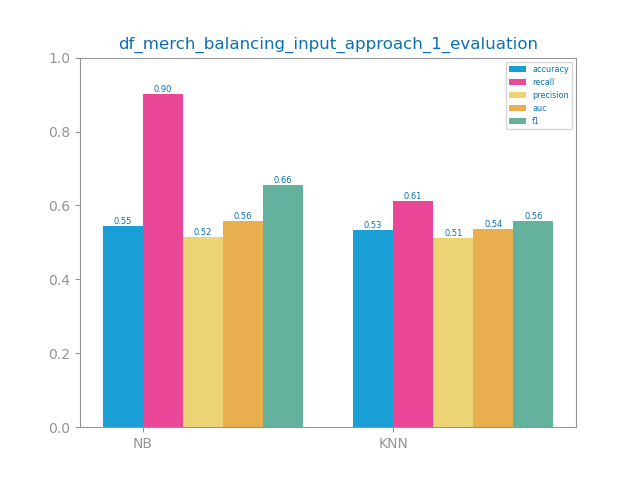 df_merch_balancing_input_approach_1_evaluation
1.0
0.8
0.6
0.4
0.2
0.0
0.55
0.90
0.52
0.56
0.66
0.53
0.61
0.51
0.54
0.56
accuracy
recall
precision
auc
f1
NB
KNN